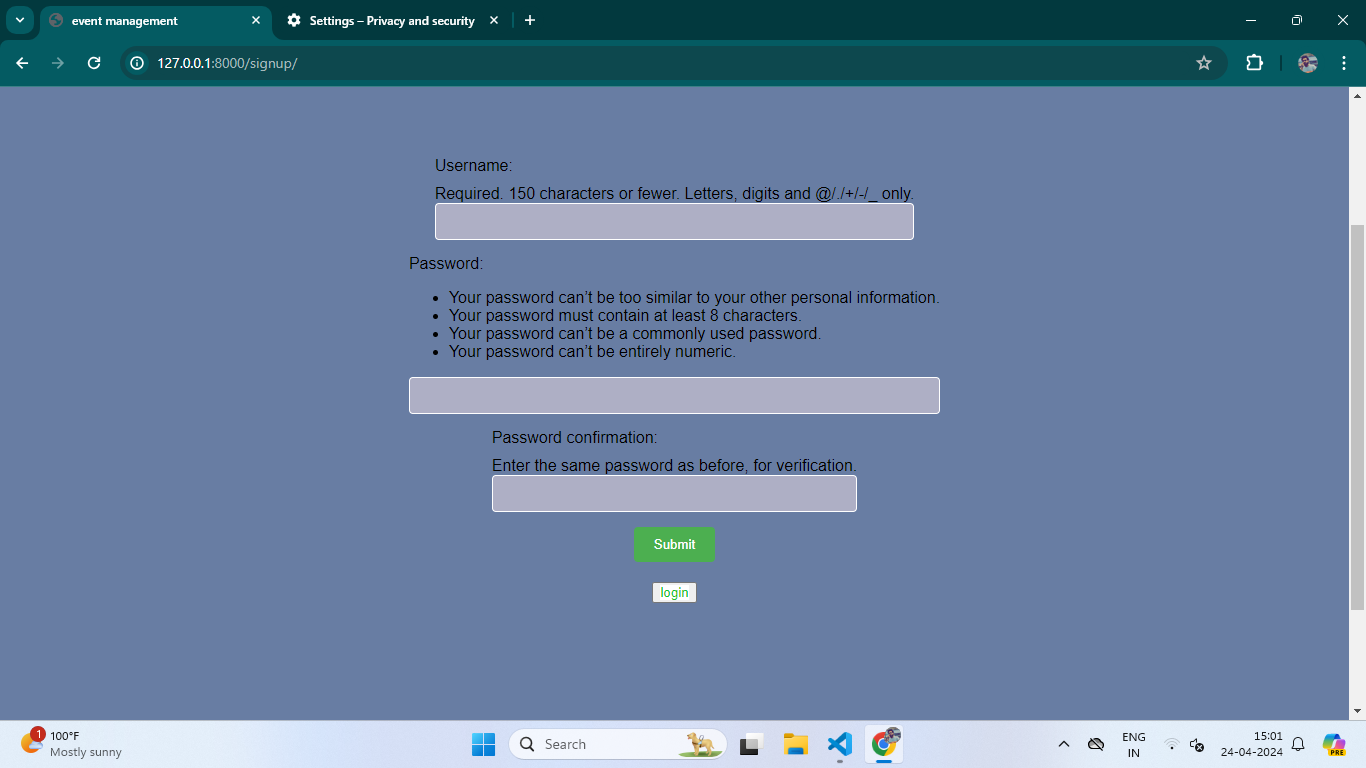 event management
Settings – Privacy and security
127.0.0.1:8000/signup/
Username:
Required. 150 characters or fewer. Letters, digits and @/./+/-/_ only.
Password:
Your password can’t be too similar to your other personal information.
Your password must contain at least 8 characters.
Your password can’t be a commonly used password.
Your password can’t be entirely numeric.
Password confirmation:
Enter the same password as before, for verification.
Submit
login
1
100°F
Mostly sunny
Search
ENG
IN
15:01
24-04-2024
PRE